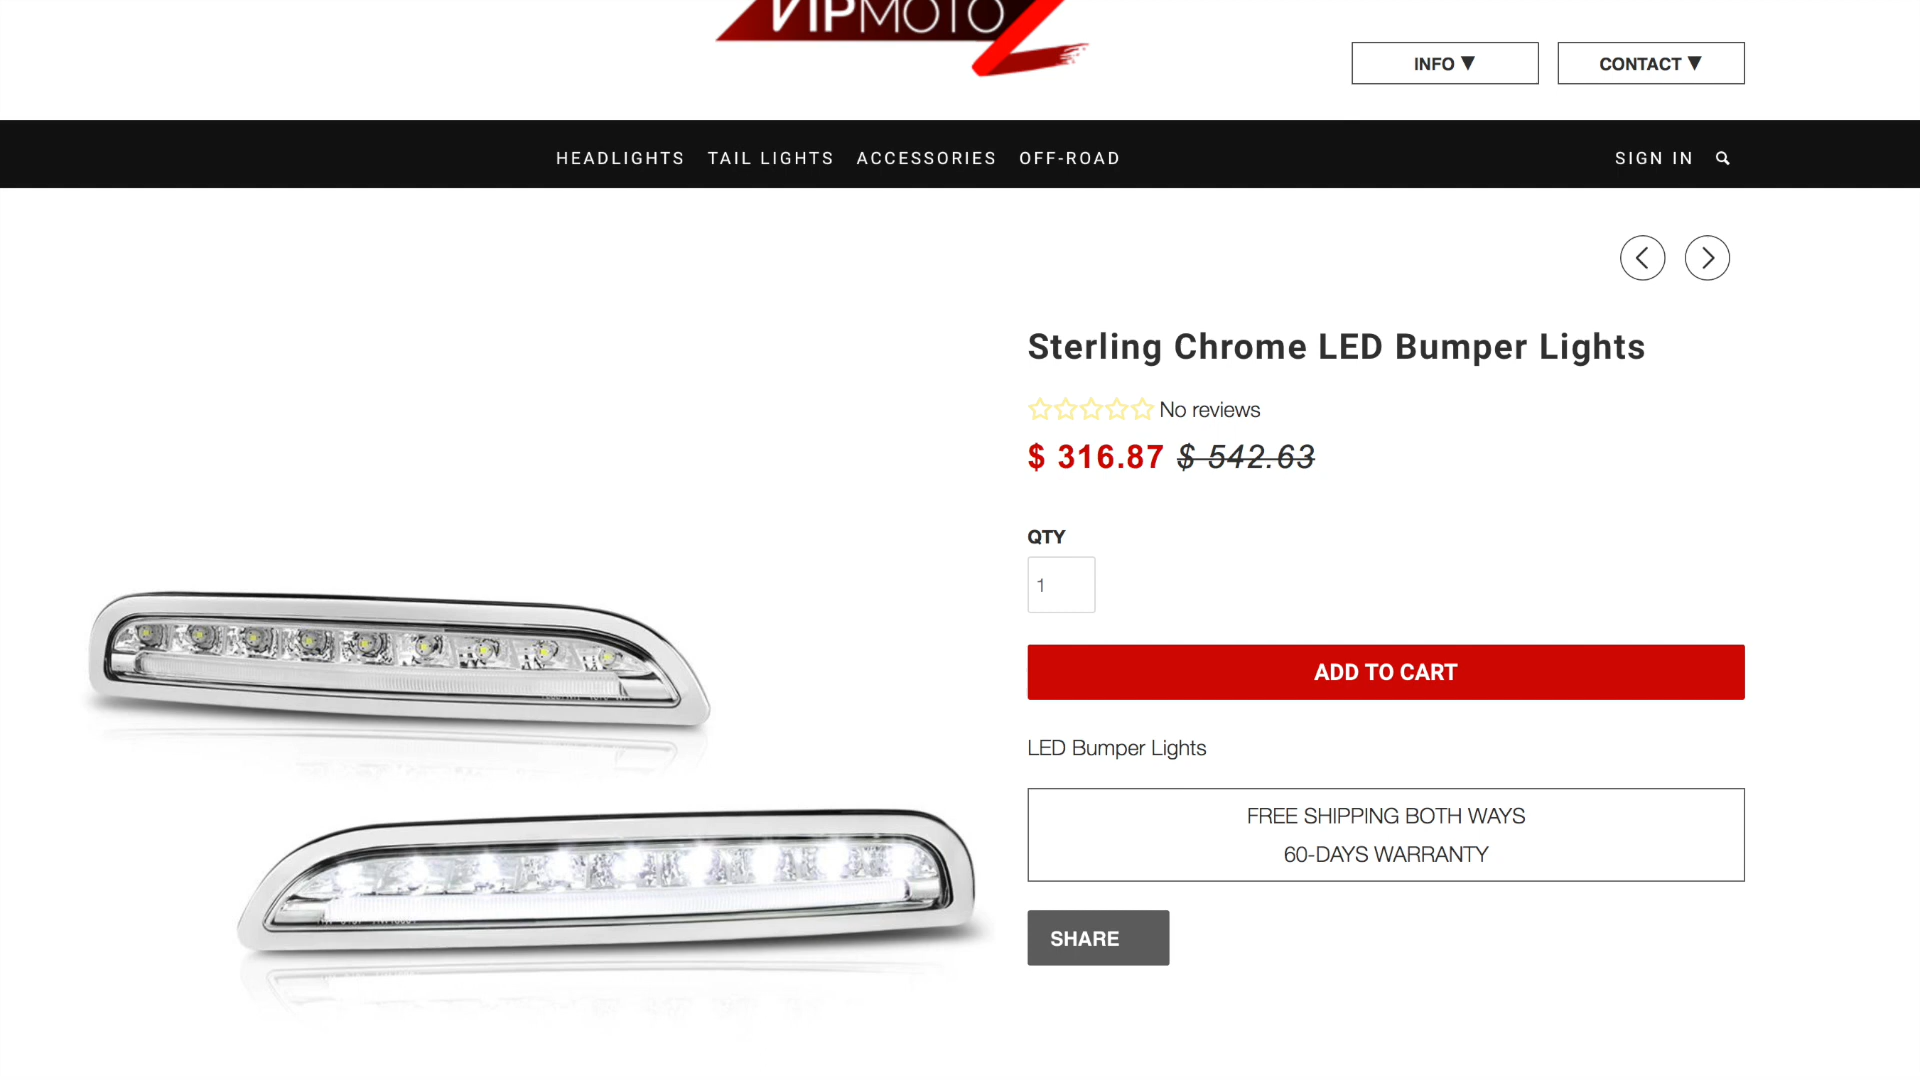 VIPMOTO
INFO ▼
CONTACT ▼
HEADLIGHTS TAIL LIGHTS ACCESSORIES OFF-ROAD
SIGN IN
Sterling Chrome LED Bumper Lights
No reviews
$ 316.87 $ 542.63
QTY
1
ADD TO CART
LED Bumper Lights
FREE SHIPPING BOTH WAYS
60-DAYS WARRANTY
SHARE